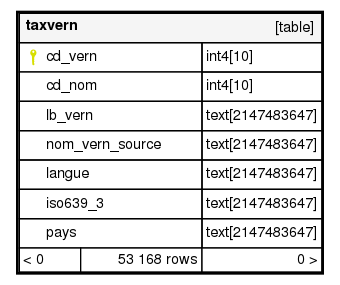 taxvern [table]
cd_vern int4[10]
cd_nom int4[10]
lb_vern text[2147483647]
nom_vern_source text[2147483647]
langue text[2147483647]
iso639_3 text[2147483647]
pays text[2147483647]
< 0 53 168 rows 0 >